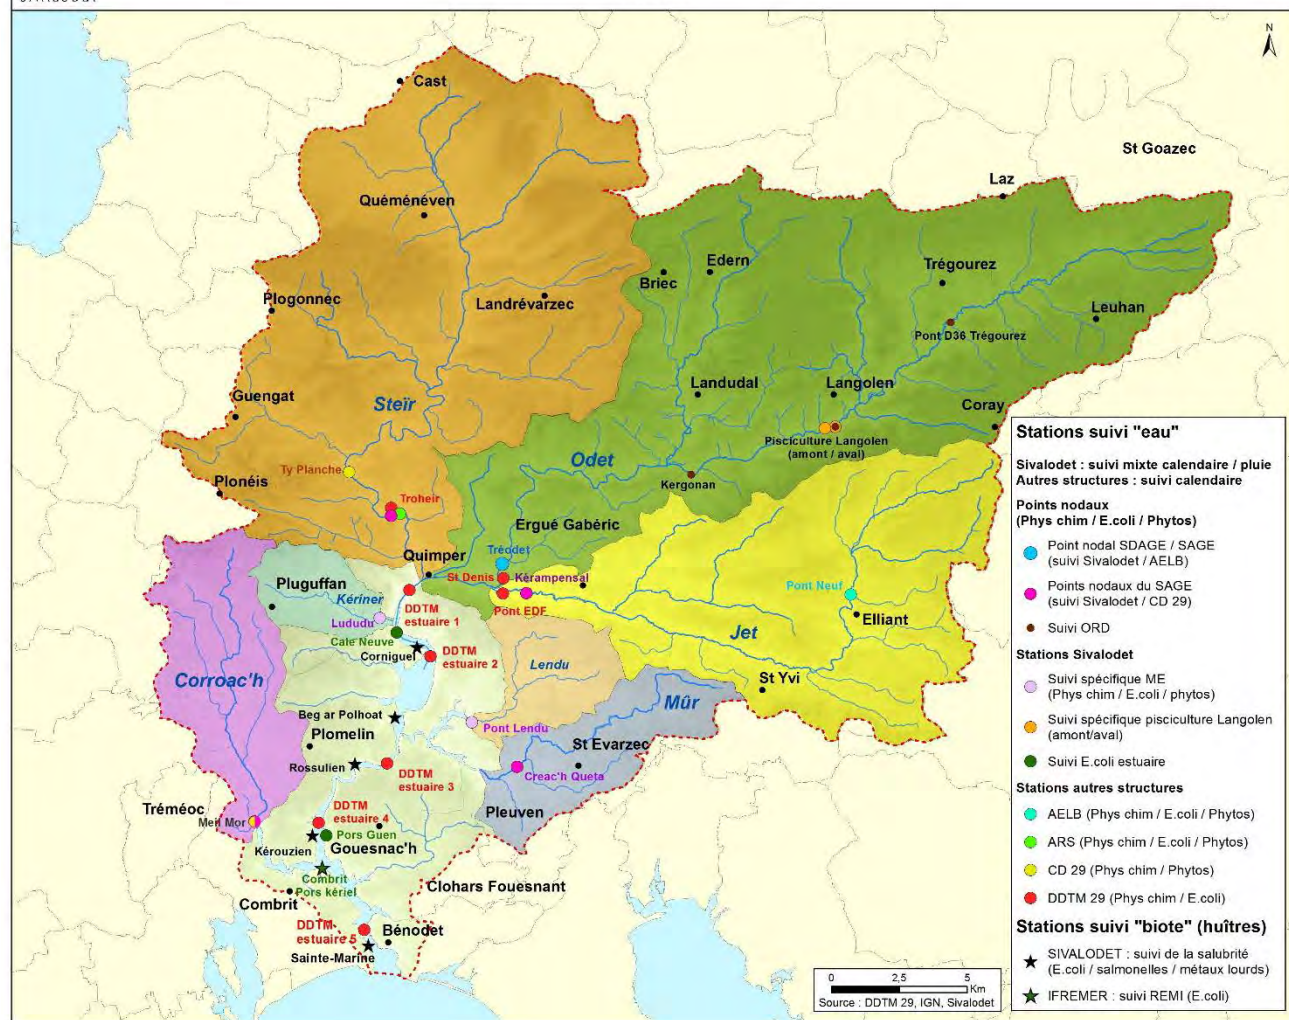 N
Cast
St Goazec
Laz
Quéménéven
Edern
Briec
Trégourez
Plogonnec
Landrévarzec
Leuhan
Pont D36 Trégourez
Guengat
Steïr
Landudal
Langolen
Coray
Pisciculture Langolen
(amont / aval)
Ty Planche
Odet
Kergonan
Plonéis
Troheir
Ergué Gabéric
Quimper
Tréodet
St Denis
Kérampensal
Pluguffan
Kériner
Pont EDF
Pont Neuf
DDTM
estuaire 1
Elliant
Lududu
Cale Neuve
Jet
Corniguel
DDTM
estuaire 2
Lendu
Corroac'h
St Yvi
Mûr
Beg ar Polhoat
Pont Lendu
Plomelin
St Evarzec
Rossulien
DDTM
estuaire 3
Creac'h Queta
Tréméoc
Pleuven
Meil Mor
DDTM
estuaire 4
Pors Guen
Kérouzien
Gouesnac'h
Combrit
Pors kériel
Clohars Fouesnant
Combrit
DDTM
estuaire 5
Bénodet
Sainte-Marine
0 2,5 5
Km
Source : DDTM 29, IGN, Sivalodet
Stations suivi "eau"
Sivalodet : suivi mixte calendaire / pluie
Autres structures : suivi calendaire
Points nodaux
(Phys chim / E.coli / Phytos)
Point nodal SDAGE / SAGE
(suivi Sivalodet / AELB)
Points nodaux du SAGE
(suivi Sivalodet / CD 29)
Suivi ORD
Stations Sivalodet
Suivi spécifique ME
(Phys chim / E.coli / phytos)
Suivi spécifique pisciculture Langolen
(amont/aval)
Suivi E.coli estuaire
Stations autres structures
AELB (Phys chim / E.coli / Phytos)
ARS (Phys chim / E.coli / Phytos)
CD 29 (Phys chim / Phytos)
DDTM 29 (Phys chim / E.coli)
Stations suivi "biote" (huîtres)
SIVALODET : suivi de la salubrité
(E.coli / salmonelles / métaux lourds)
IFREMER : suivi REMI (E.coli)